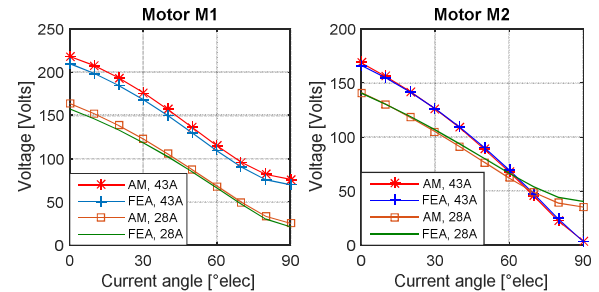 Motor M1
Voltage [Volts]
250
200
150
100
50
0
AM, 43A
FEA, 43A
AM, 28A
FEA, 28A
0
30
60
90
Current angle [°elec]
Motor M2
Voltage [Volts]
200
150
100
50
0
AM, 43A
FEA, 43A
AM, 28A
FEA, 28A
0
30
60
90
Current angle [°elec]